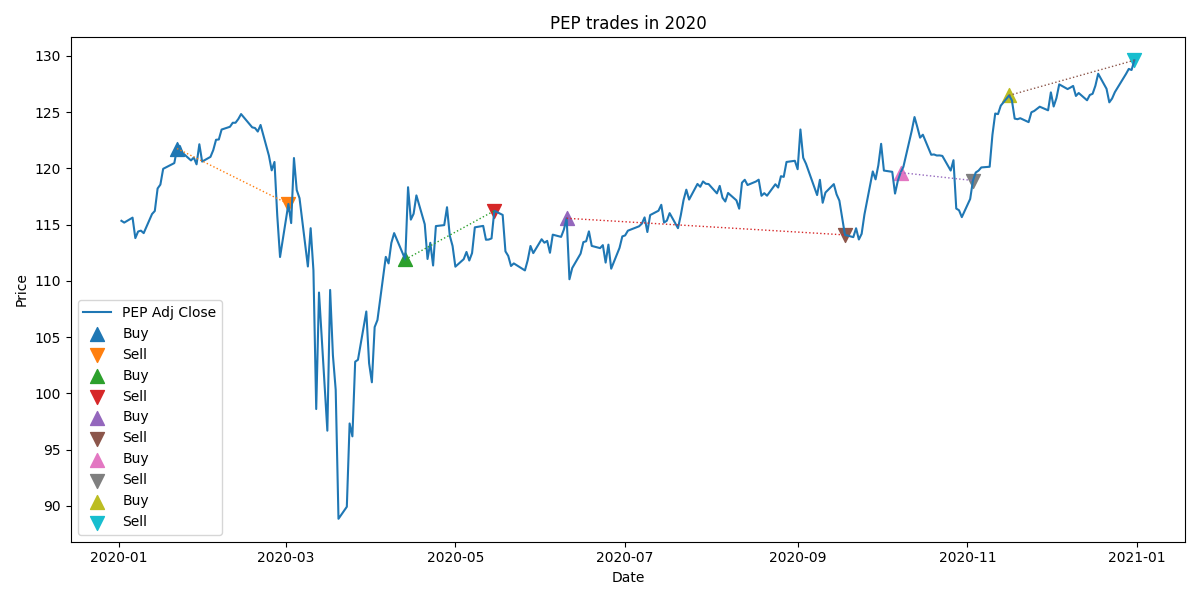 PEP trades in 2020
130
125
120
115
110
105
100
95
90
Price
PEP Adj Close
Buy
Sell
Buy
Sell
Buy
Sell
Buy
Sell
Buy
Sell
2020-01 2020-03 2020-05 2020-07 2020-09 2020-11 2021-01
Date